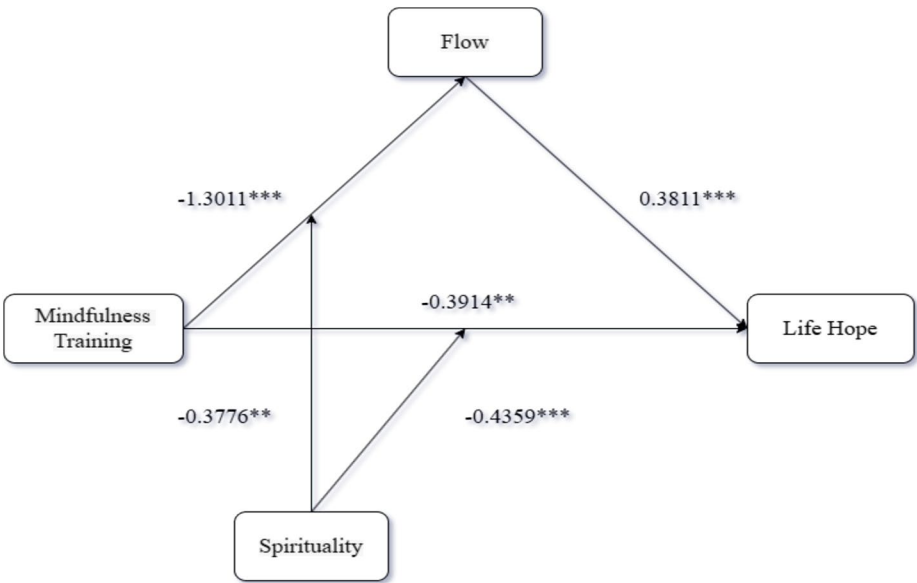 Flow
-1.3011***
0.3811***
-0.3914**
Mindfulness
Training
Life Hope
-0.3776**
-0.4359***
Spirituality